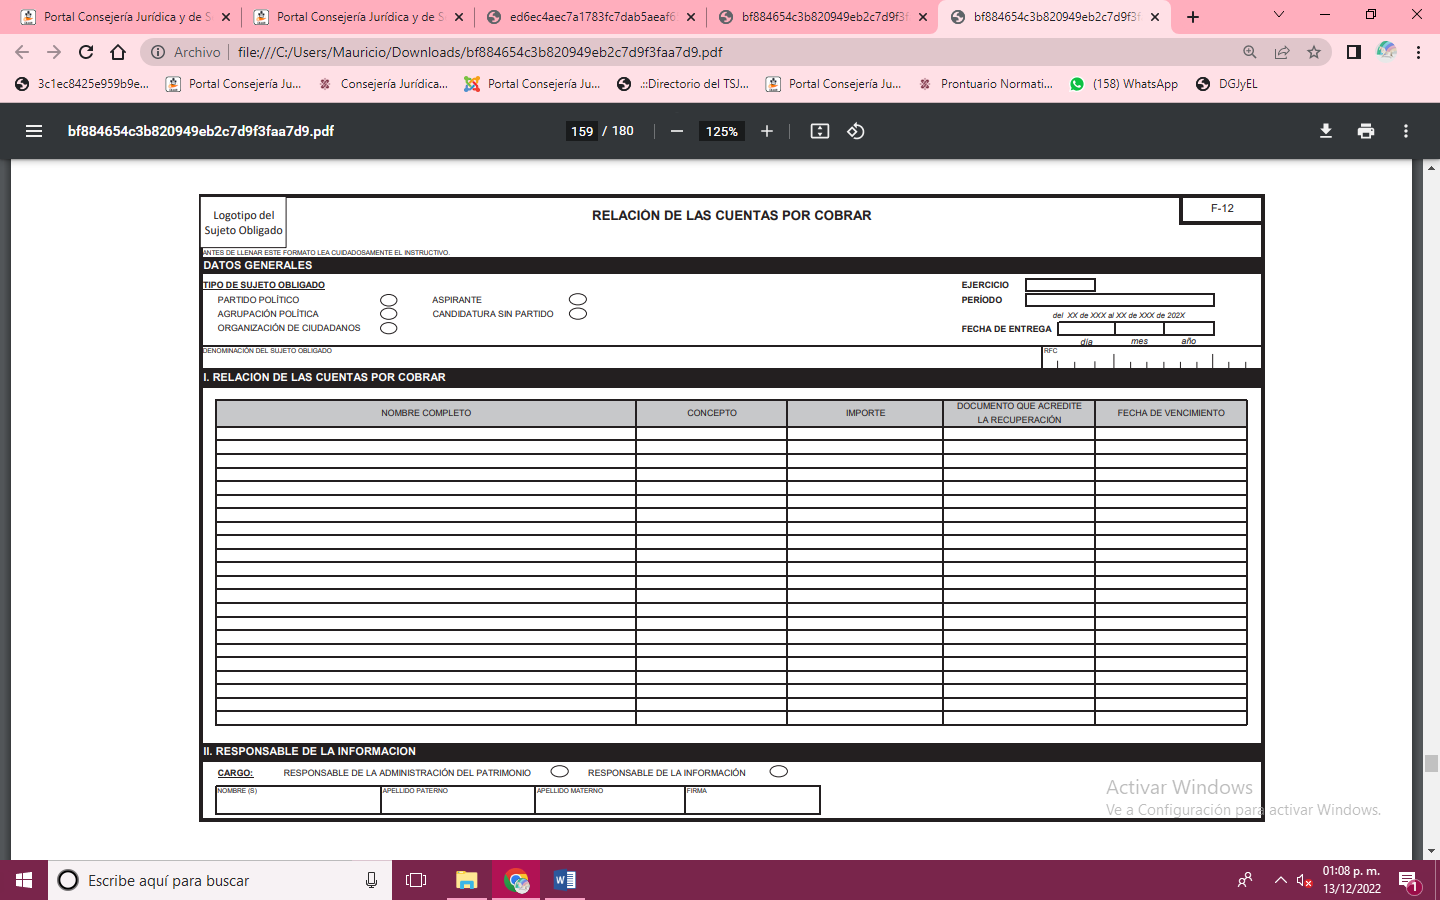 Portal Consejería Jurídica y de S
Portal Consejería Jurídica y de S
ed6ec4aec7a1783fc7dab5aeaf6
bf884654c3b820949eb2c7d9f3f
bf884654c3b820949eb2c7d9f3f
Archivo
file:///C:/Users/Mauricio/Downloads/bf884654c3b820949eb2c7d9f3faa7d9.pdf
3c1ec8425e959b9e...
Portal Consejería Ju...
Consejería Jurídica...
Portal Consejería Ju...
.::Directorio del TSJ...
Portal Consejería Ju...
Prontuario Normati...
(158) WhatsApp
DGJyEL
bf884654c3b820949eb2c7d9f3faa7d9.pdf
159 / 180
125%
Logotipo del
Sujeto Obligado
RELACIÓN DE LAS CUENTAS POR COBRAR
F-12
ANTES DE LLENAR ESTE FORMATO LEA CUIDADOSAMENTE EL INSTRUCTIVO.
DATOS GENERALES
TIPO DE SUJETO OBLIGADO
EJERCICIO
PARTIDO POLÍTICO
ASPIRANTE
PERÍODO
AGRUPACIÓN POLÍTICA
CANDIDATURA SIN PARTIDO
del XX de XXX al XX de XXX de 202X
ORGANIZACIÓN DE CIUDADANOS
FECHA DE ENTREGA
día mes año
DENOMINACIÓN DEL SUJETO OBLIGADO
RFC
I. RELACION DE LAS CUENTAS POR COBRAR
NOMBRE COMPLETO
CONCEPTO
IMPORTE
DOCUMENTO QUE ACREDITE
LA RECUPERACIÓN
FECHA DE VENCIMIENTO
II. RESPONSABLE DE LA INFORMACION
CARGO:
RESPONSABLE DE LA ADMINISTRACIÓN DEL PATRIMONIO
RESPONSABLE DE LA INFORMACIÓN
NOMBRE (S)
APELLIDO PATERNO
APELLIDO MATERNO
FIRMA
Activar Windows
Ve a Configuración para activar Windows.
Escribe aquí para buscar
01:08 p. m.
13/12/2022
1